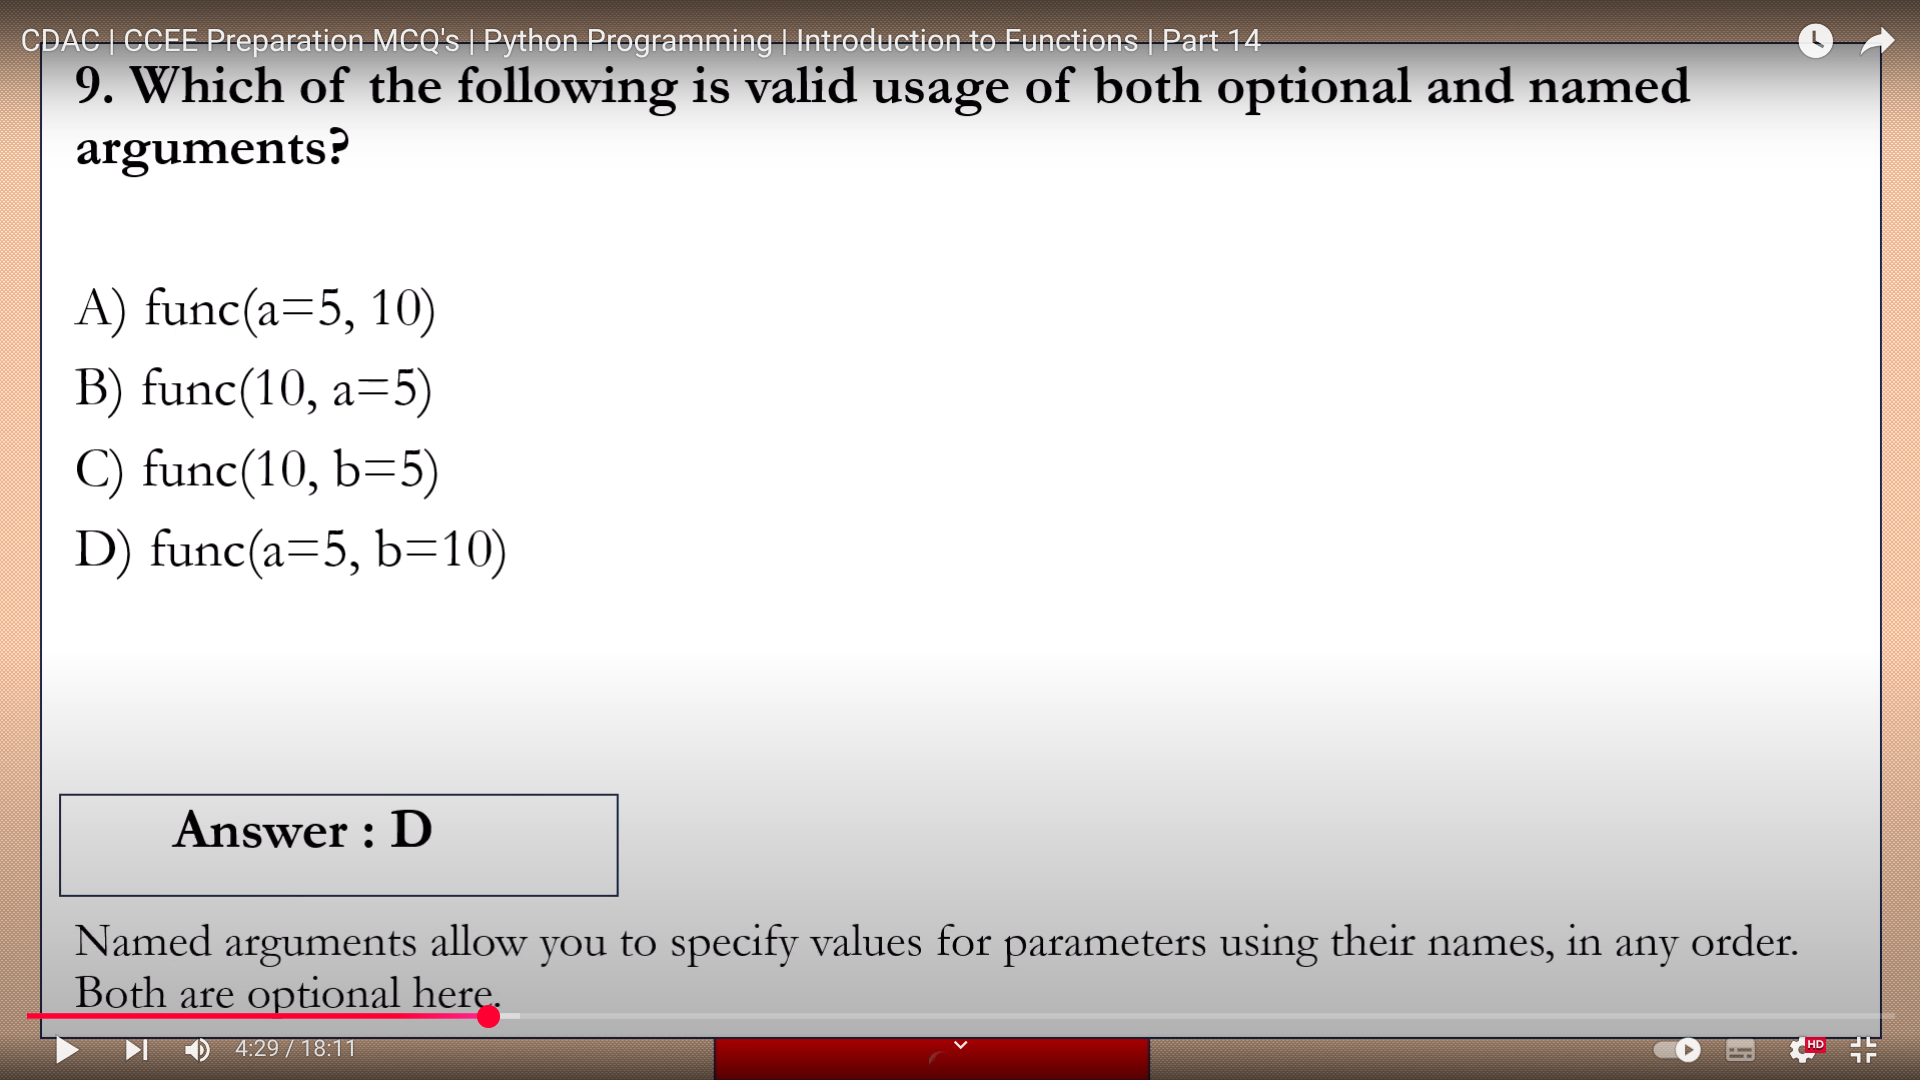 CDAC | CCEE Preparation MCQ's | Python Programming | Introduction to Functions | Part 14
9. Which of the following is valid usage of both optional and named
arguments?
A) func(a=5, 10)
B) func(10, a=5)
C) func(10, b=5)
D) func(a=5, b=10)
Answer : D
Named arguments allow you to specify values for parameters using their names, in any order.
Both are optional here.
4:29 / 18:11
HD